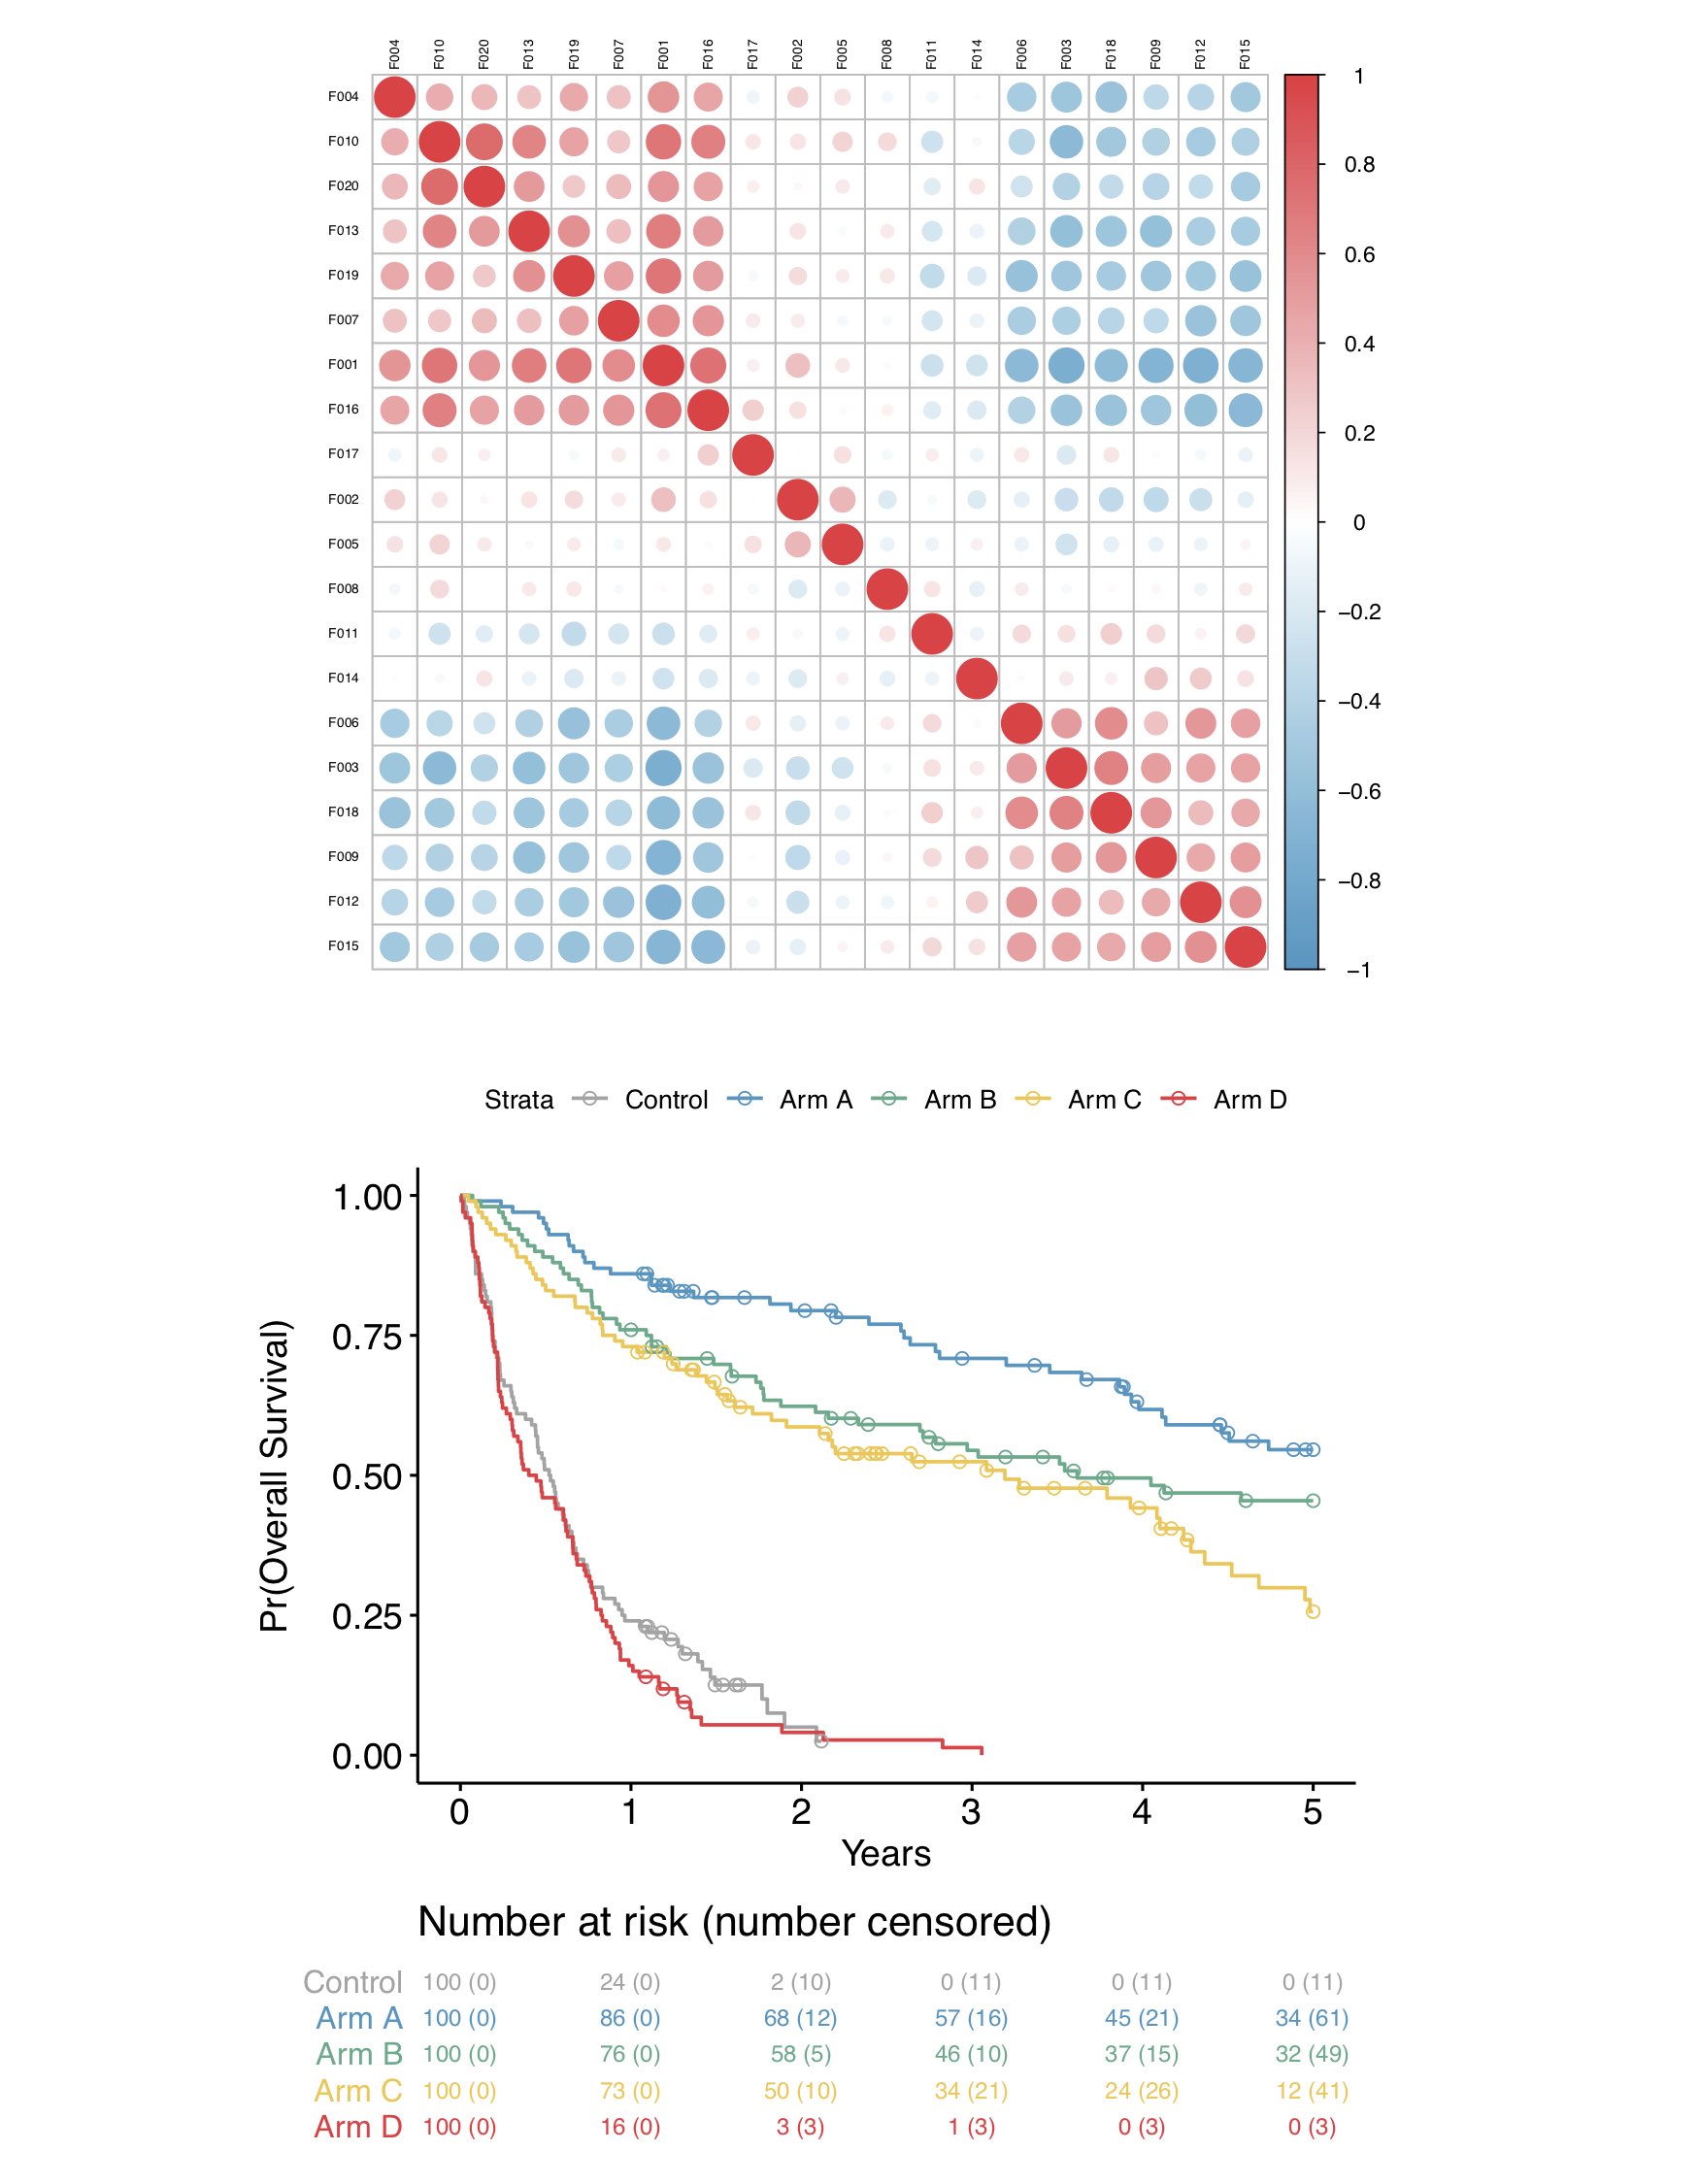 F004 F010 F020 F013 F019 F007 F001 F016 F017 F002 F005 F008 F011 F014 F006 F003 F018 F009 F012 F015
F004
F010
F020
F013
F019
F007
F001
F016
F017
F002
F005
F008
F011
F014
F006
F003
F018
F009
F012
F015
1
0.8
0.6
0.4
0.2
0
−0.2
−0.4
−0.6
−0.8
−1
Strata Control Arm A Arm B Arm C Arm D
Pr(Overall Survival)
1.00
0.75
0.50
0.25
0.00
0 1 2 3 4 5
Years
Number at risk (number censored)
Control 100 (0) 24 (0) 2 (10) 0 (11) 0 (11) 0 (11)
Arm A 100 (0) 86 (0) 68 (12) 57 (16) 45 (21) 34 (61)
Arm B 100 (0) 76 (0) 58 (5) 46 (10) 37 (15) 32 (49)
Arm C 100 (0) 73 (0) 50 (10) 34 (21) 24 (26) 12 (41)
Arm D 100 (0) 16 (0) 3 (3) 1 (3) 0 (3) 0 (3)